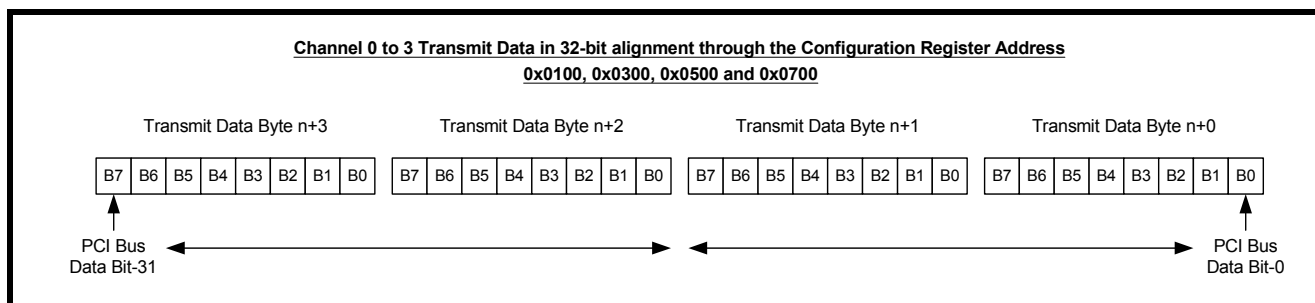 Channel 0 to 3 Transmit Data in 32-bit alignment through the Configuration Register Address
0x0100, 0x0300, 0x0500 and 0x0700
Transmit Data Byte n+3 Transmit Data Byte n+2 Transmit Data Byte n+1 Transmit Data Byte n+0
B7 B6 B5 B4 B3 B2 B1 B0 B7 B6 B5 B4 B3 B2 B1 B0 B7 B6 B5 B4 B3 B2 B1 B0 B7 B6 B5 B4 B3 B2 B1 B0
PCI Bus PCI Bus
Data Bit-31 Data Bit-0